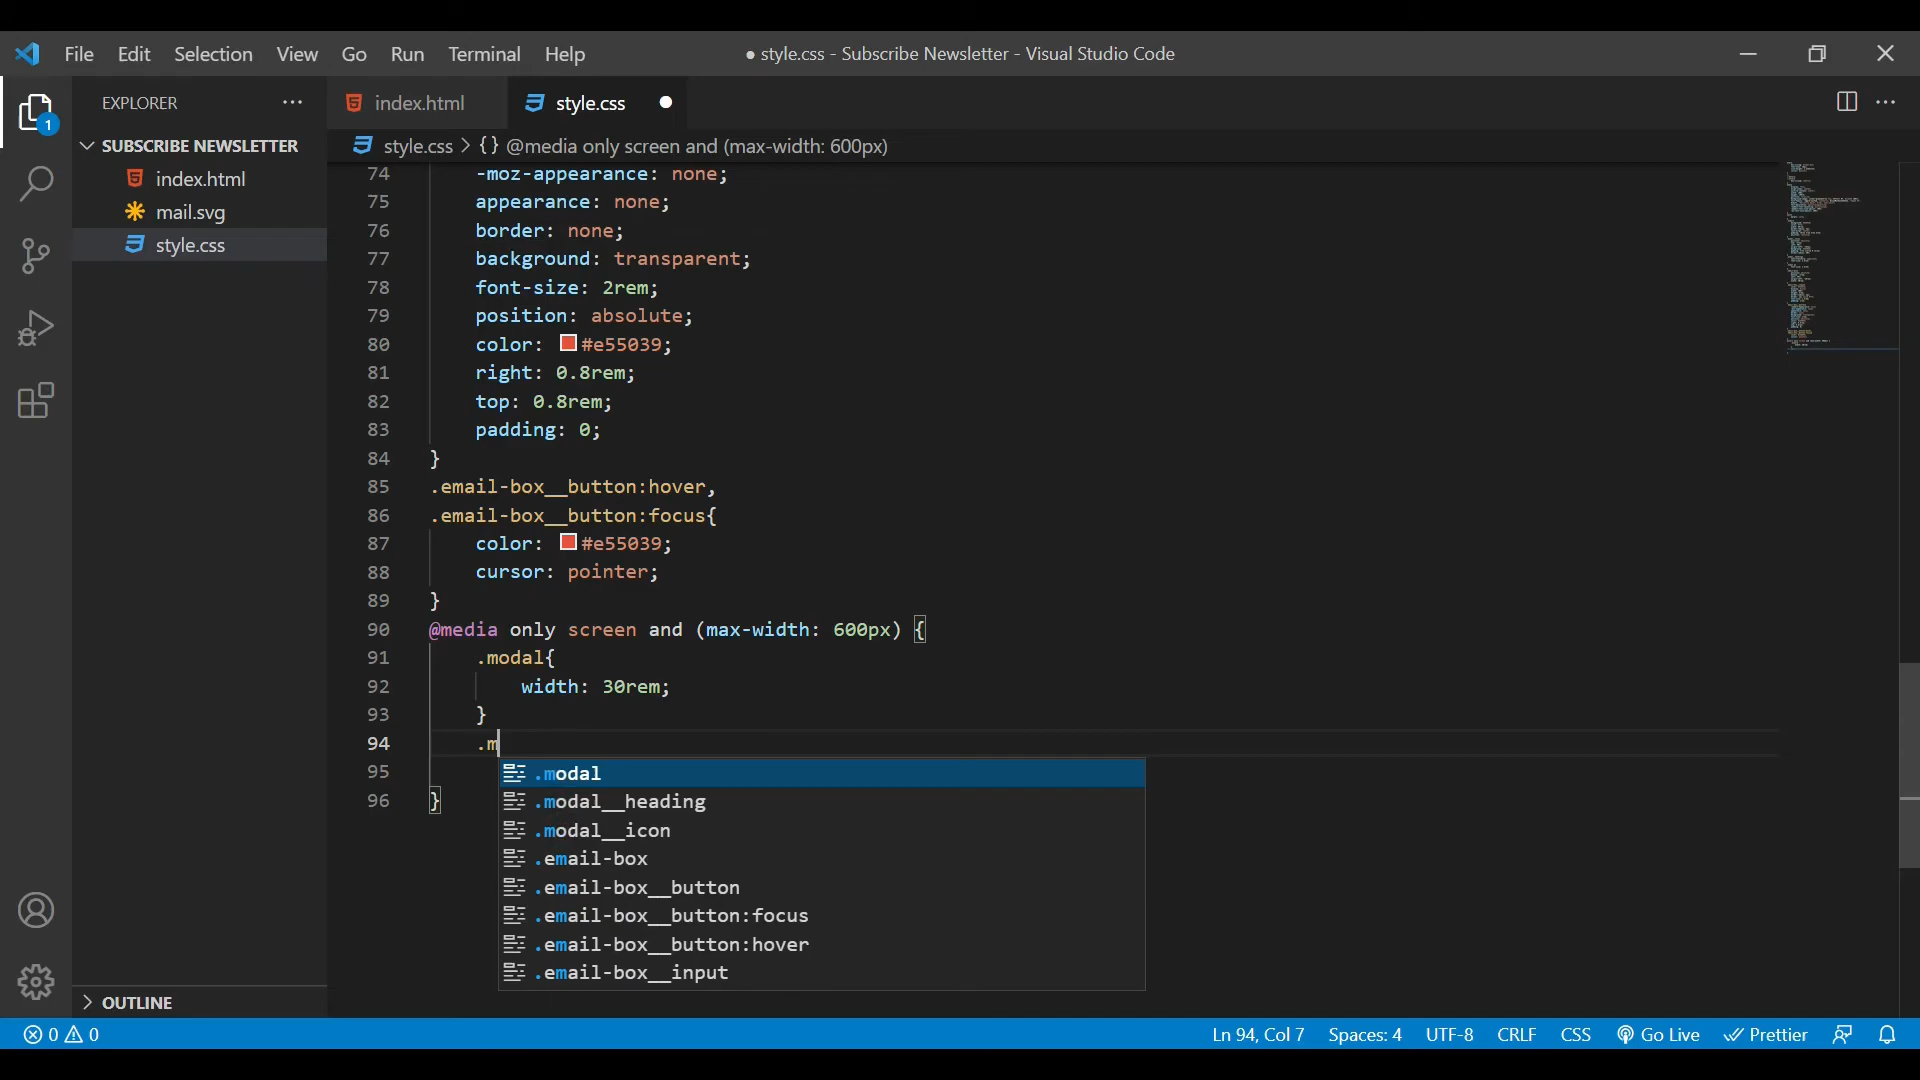 File Edit Selection View Go Run Terminal Help
● style.css - Subscribe Newsletter - Visual Studio Code
EXPLORER ···
index.html
style.css ●
1
SUBSCRIBE NEWSLETTER
index.html
mail.svg
style.css
style.css > {} @media only screen and (max-width: 600px)
74 -moz-appearance: none;
75 appearance: none;
76 border: none;
77 background: transparent;
78 font-size: 2rem;
79 position: absolute;
80 color: #e55039;
81 right: 0.8rem;
82 top: 0.8rem;
83 padding: 0;
84 }
85 .email-box__button:hover,
86 .email-box__button:focus{
87 color: #e55039;
88 cursor: pointer;
89 }
90 @media only screen and (max-width: 600px) {
91 .modal{
92 width: 30rem;
93 }
94 .m
95
96 }
.modal
.modal__heading
.modal__icon
.email-box
.email-box__button
.email-box__button:focus
.email-box__button:hover
.email-box__input
OUTLINE
0 0
Ln 94, Col 7 Spaces: 4 UTF-8 CRLF CSS Go Live Prettier